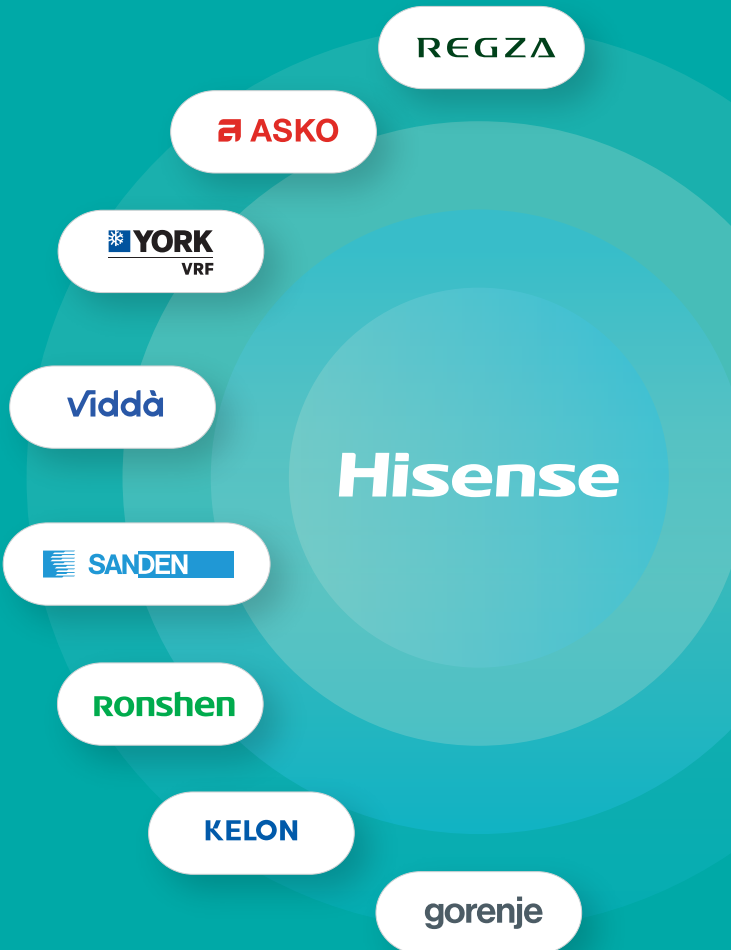 REGZA
ASKO
YORK
VRF
Viddà
Hisense
SANDEN
Ronshen
KELON
gorenje